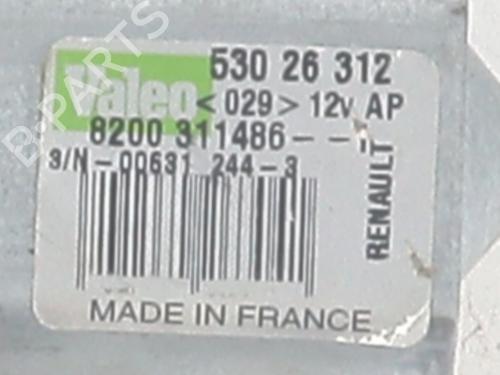 Valeo
530 26 312
<029> 12v AP
8200 311486---
S/N-00631 244-3
RENAULT
MADE IN FRANCE
B-PARTS